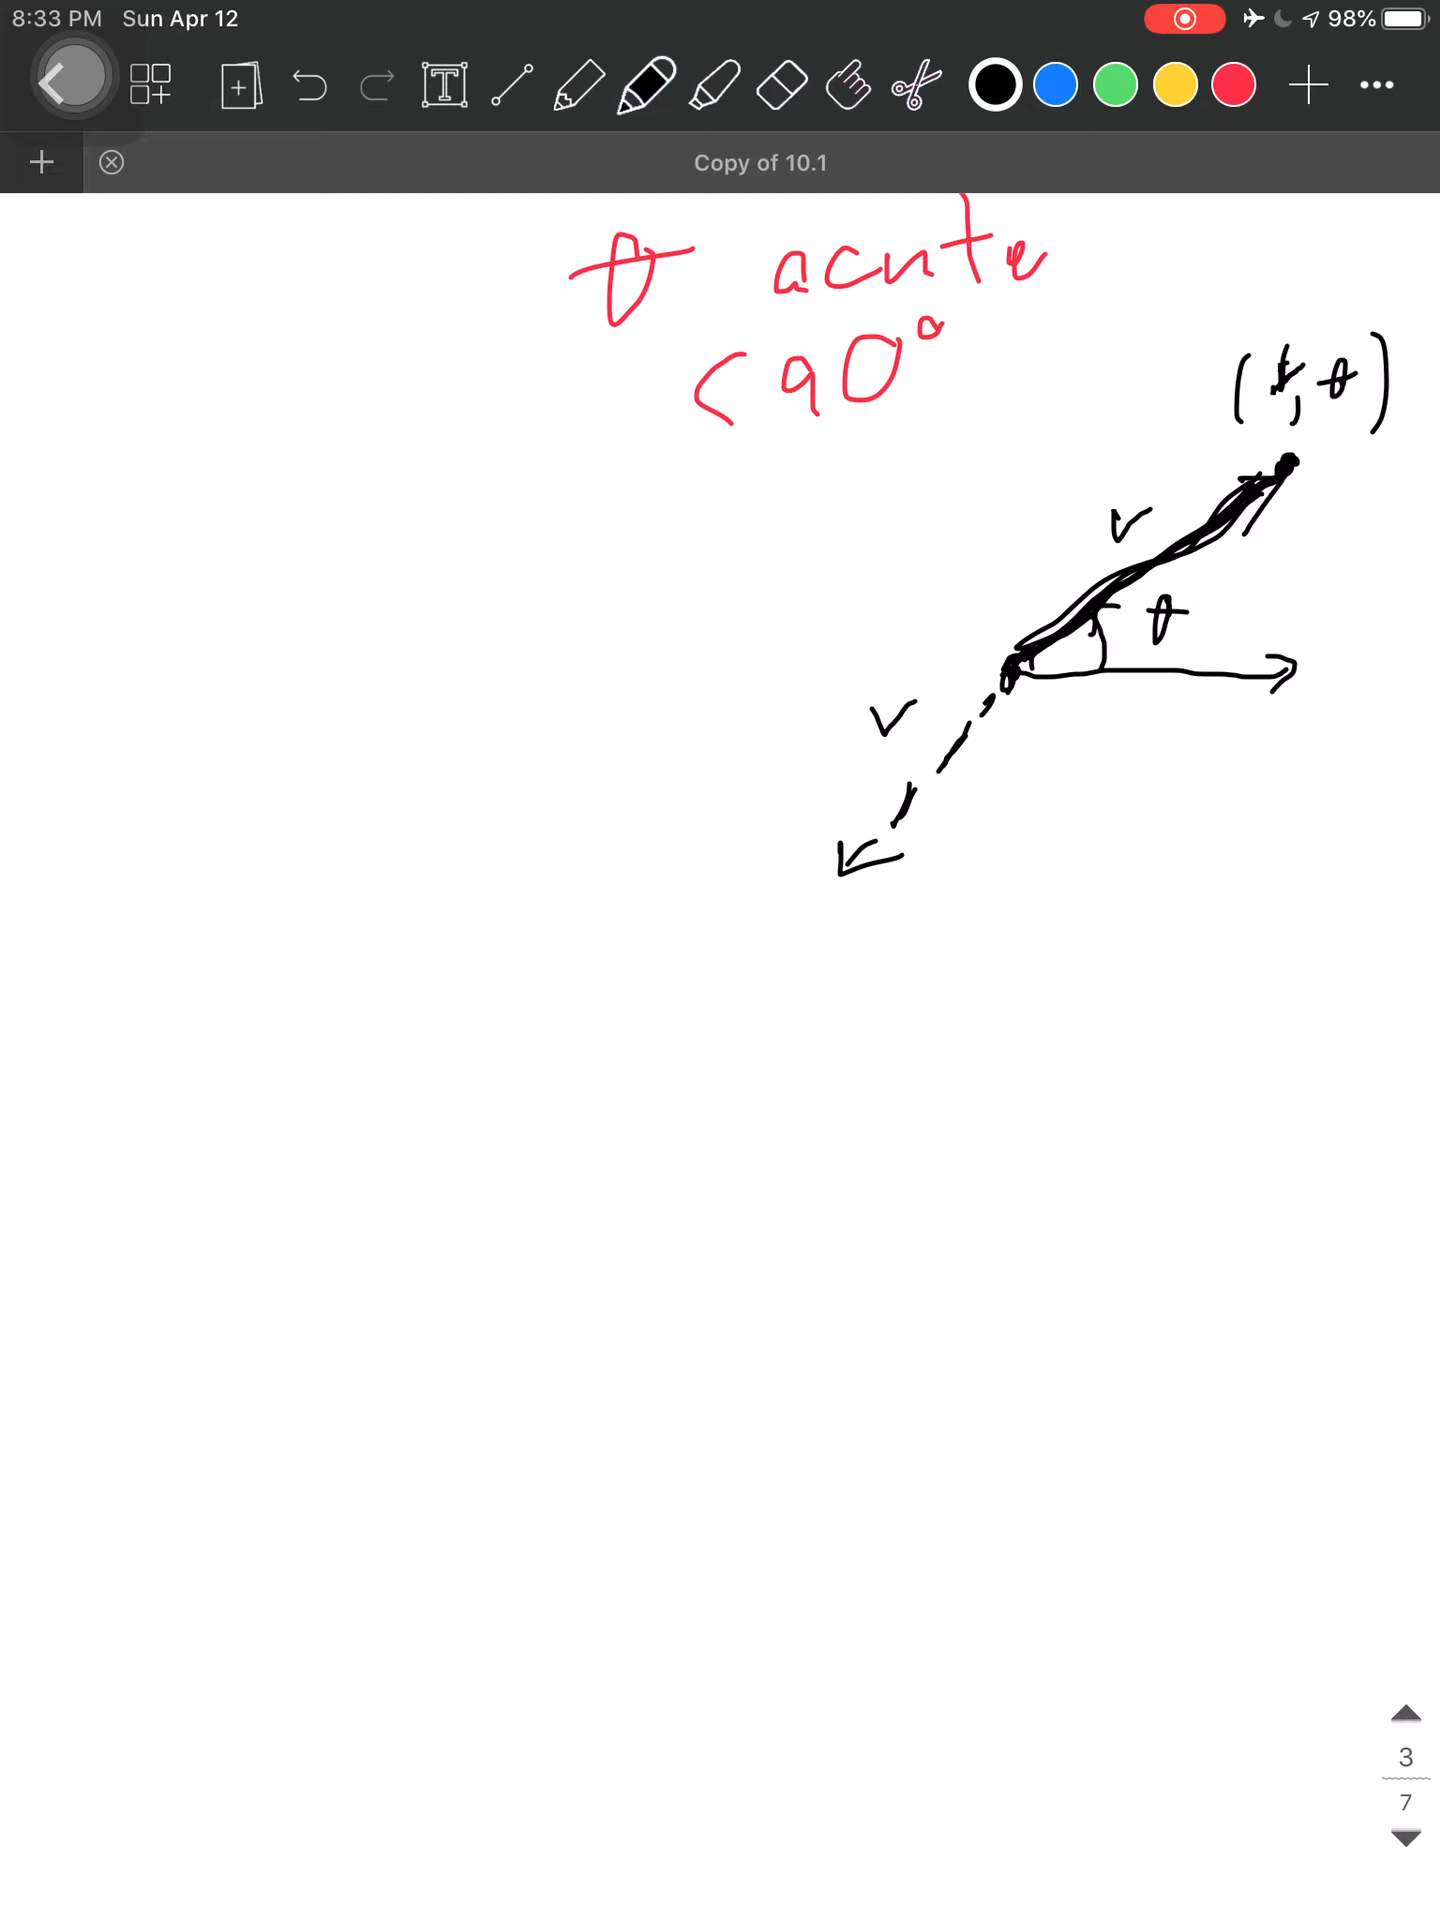 8:33 PM Sun Apr 12 98%
T
Copy of 10.1
θ acute
< 90°
(r, θ)
r
θ
r
3
7